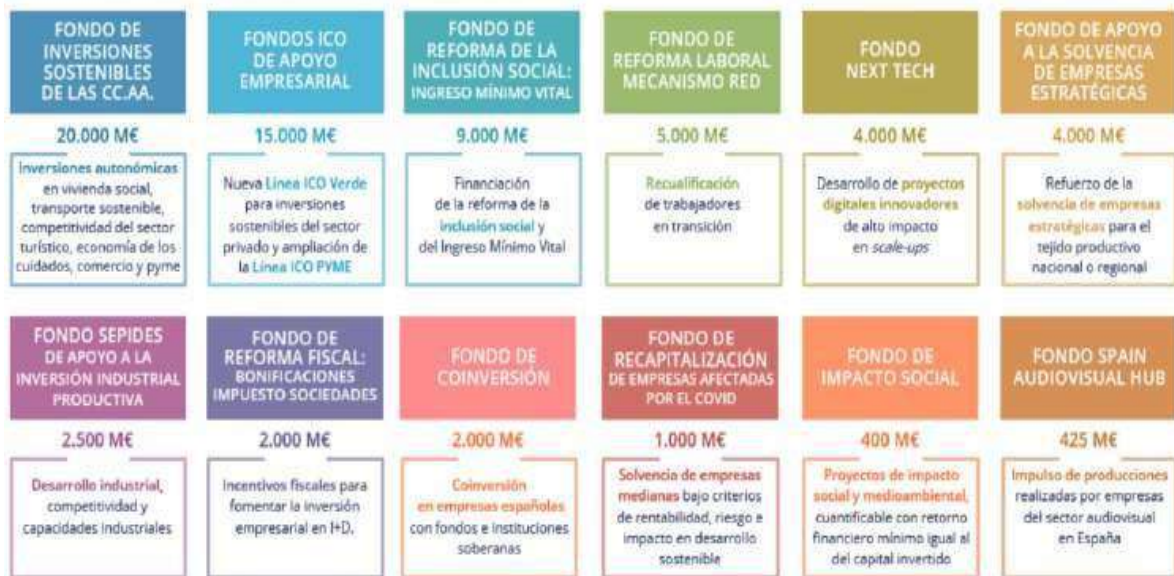 FONDO DE
INVERSIONES
SOSTENIBLES
DE LAS CC.AA.
20.000 M€
Inversiones autonómicas
en vivienda social,
transporte sostenible,
competitividad del sector
turístico, economía de los
cuidados, comercio y pyme
FONDOS ICO
DE APOYO
EMPRESARIAL
15.000 M€
Nueva Línea ICO Verde
para inversiones
sostenibles del sector
privado y ampliación de
la Línea ICO PYME
FONDO DE
REFORMA DE LA
INCLUSIÓN SOCIAL:
INGRESO MÍNIMO VITAL
9.000 M€
Financiación
de la reforma de la
inclusión social y
del Ingreso Mínimo Vital
FONDO DE
REFORMA LABORAL
MECANISMO RED
5.000 M€
Recualificación
de trabajadores
en transición
FONDO
NEXT TECH
4.000 M€
Desarrollo de proyectos
digitales innovadores
de alto impacto
en scale-ups
FONDO DE APOYO
A LA SOLVENCIA
DE EMPRESAS
ESTRATÉGICAS
4.000 M€
Refuerzo de la
solvencia de empresas
estratégicas para el
tejido productivo
nacional o regional
FONDO SEPIDES
DE APOYO A LA
INVERSIÓN INDUSTRIAL
PRODUCTIVA
2.500 M€
Desarrollo industrial,
competitividad y
capacidades industriales
FONDO DE
REFORMA FISCAL:
BONIFICACIONES
IMPUESTO SOCIEDADES
2.000 M€
Incentivos fiscales para
fomentar la inversión
empresarial en I+D.
FONDO DE
COINVERSIÓN
2.000 M€
Coinversión
en empresas españolas
con fondos e instituciones
soberanas
FONDO DE
RECAPITALIZACIÓN
DE EMPRESAS AFECTADAS
POR EL COVID
1.000 M€
Solvencia de empresas
medianas bajo criterios
de rentabilidad, riesgo e
impacto en desarrollo
sostenible
FONDO DE
IMPACTO SOCIAL
400 M€
Proyectos de impacto
social y medioambiental,
cuantificable con retorno
financiero mínimo igual al
del capital invertido
FONDO SPAIN
AUDIOVISUAL HUB
425 M€
Impulso de producciones
realizadas por empresas
del sector audiovisual
en España